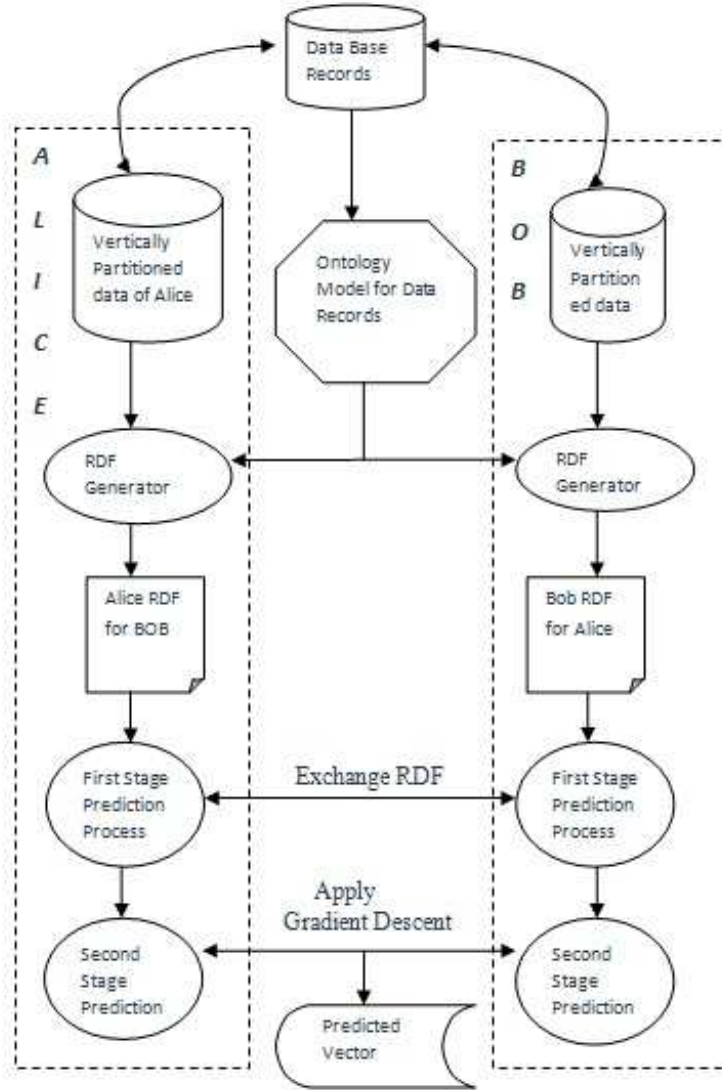 Data Base
Records
A
L
I
C
E
Vertically
Partitioned
data of Alice
Ontology
Model for Data
Records
B
O
B
Vertically
Partition
ed data
RDF
Generator
RDF
Generator
Alice RDF
for BOB
Bob RDF
for Alice
First Stage
Prediction
Process
Exchange RDF
First Stage
Prediction
Process
Apply
Gradient Descent
Second
Stage
Prediction
Second
Stage
Prediction
Predicted
Vector